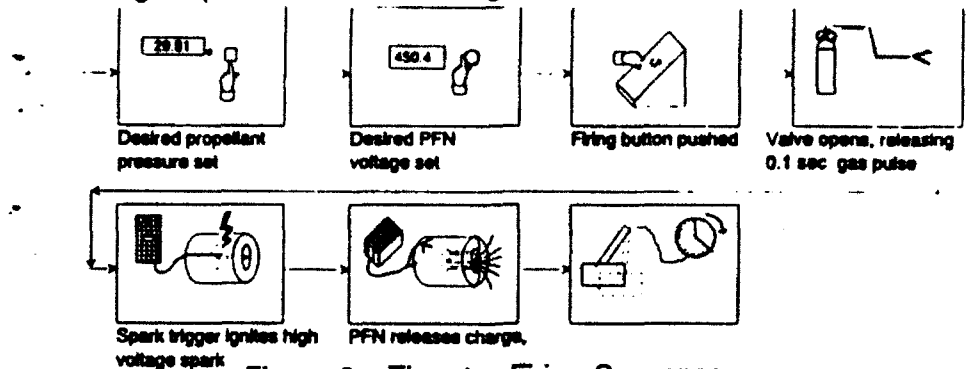 29.81
450.4
Desired propellant
pressure set
Desired PFN
voltage set
Firing button pushed
Valve opens, releasing
0.1 sec gas pulse
Spark trigger ignites high
voltage spark
PFN releases charge,